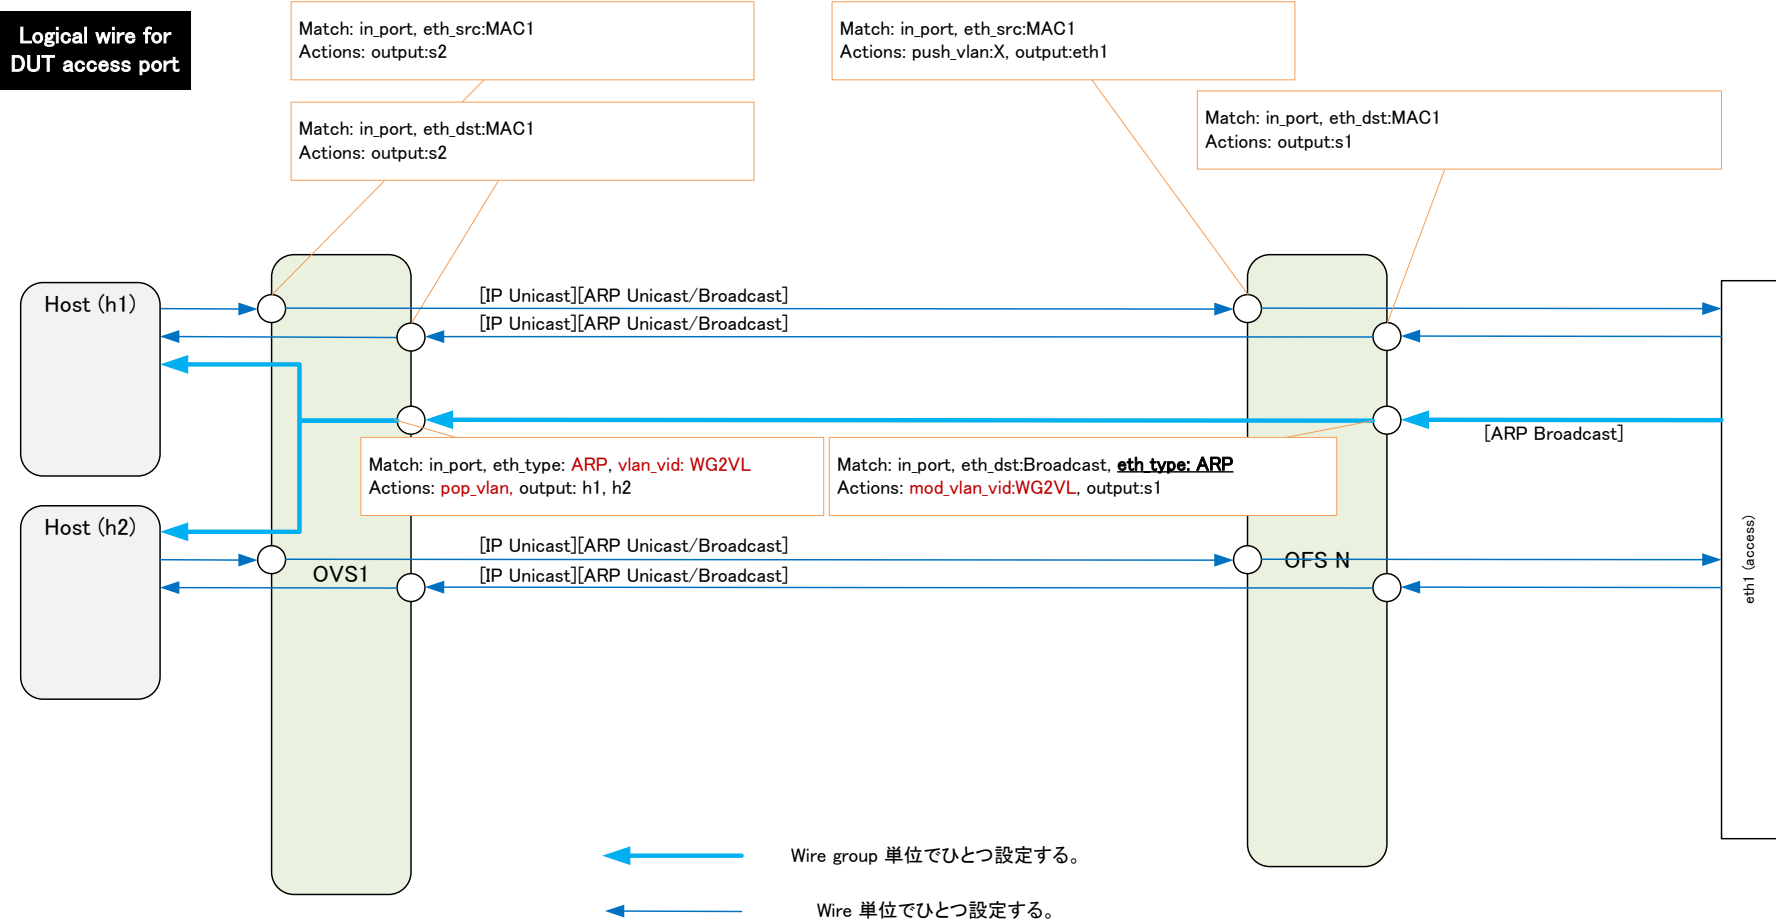 Logical wire for
DUT access port
Match: in_port, eth_src:MAC1
Actions: output:s2
Match: in_port, eth_src:MAC1
Actions: push_vlan:X, output:eth1
Match: in_port, eth_dst:MAC1
Actions: output:s2
Match: in_port, eth_dst:MAC1
Actions: output:s1
Host (h1)
[IP Unicast][ARP Unicast/Broadcast]
[IP Unicast][ARP Unicast/Broadcast]
[ARP Broadcast]
Match: in_port, eth_type: ARP, vlan_vid: WG2VL
Actions: pop_vlan, output: h1, h2
Match: in_port, eth_dst:Broadcast, eth_type: ARP
Actions: mod_vlan_vid:WG2VL, output:s1
Host (h2)
[IP Unicast][ARP Unicast/Broadcast]
[IP Unicast][ARP Unicast/Broadcast]
OVS1
OFS N
eth1 (access)
Wire group 単位でひとつ設定する。
Wire 単位でひとつ設定する。